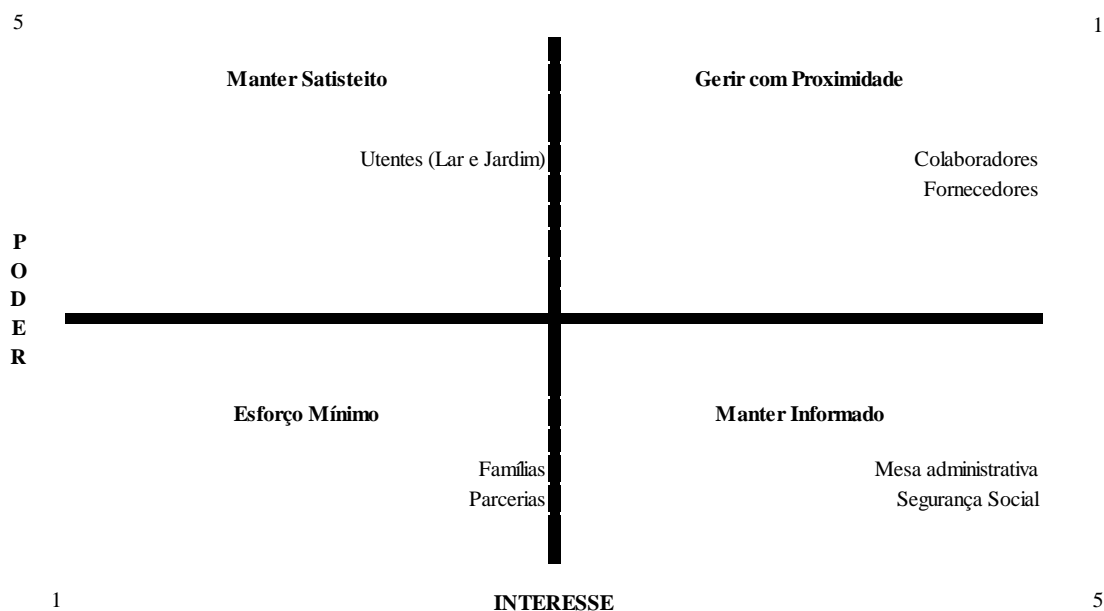 5
1
Manter Satisteito
Gerir com Proximidade
Utentes (Lar e Jardim)
Colaboradores
Fornecedores
PODER
Esforço Mínimo
Manter Informado
Famílias
Parcerias
Mesa administrativa
Segurança Social
1
INTERESSE
5